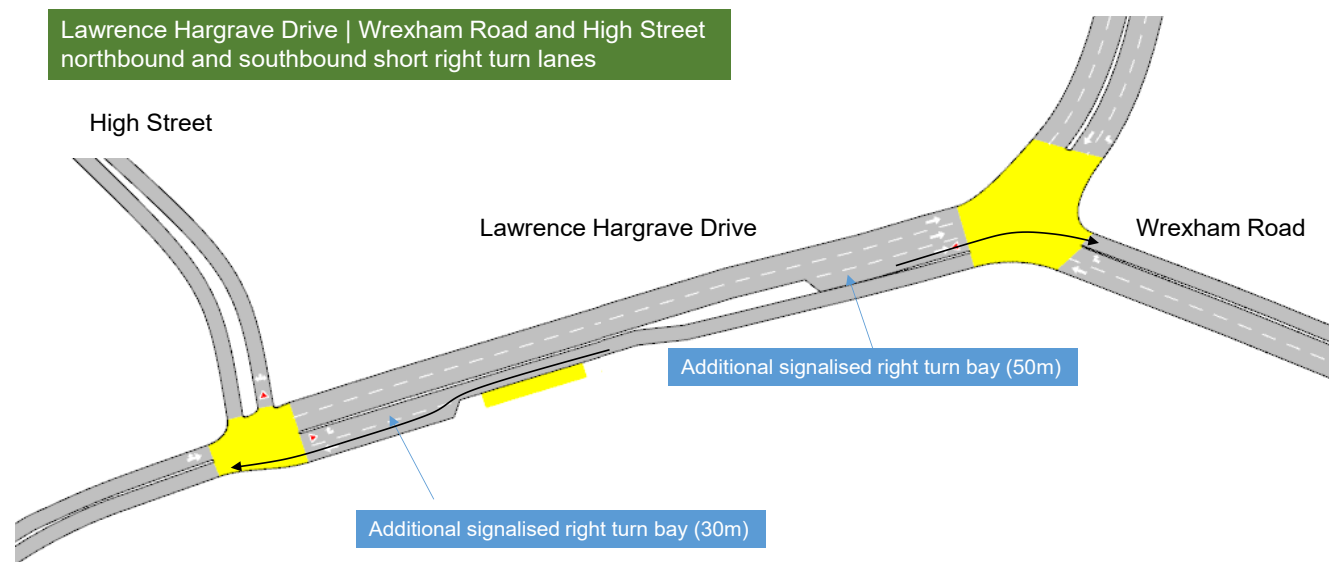 Lawrence Hargrave Drive | Wrexham Road and High Street
northbound and southbound short right turn lanes
High Street
Lawrence Hargrave Drive
Wrexham Road
Additional signalised right turn bay (50m)
Additional signalised right turn bay (30m)